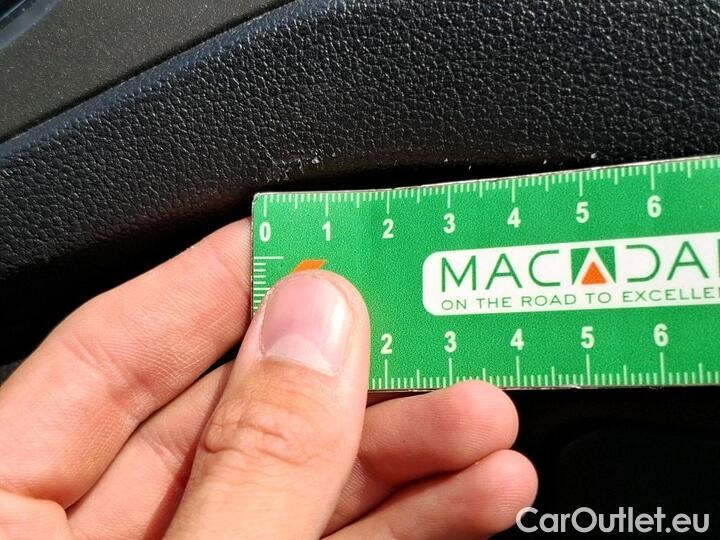 0 1 2 3 4 5 6
MACADA
ON THE ROAD TO EXCELLE
2 3 4 5 6
CarOutlet.eu